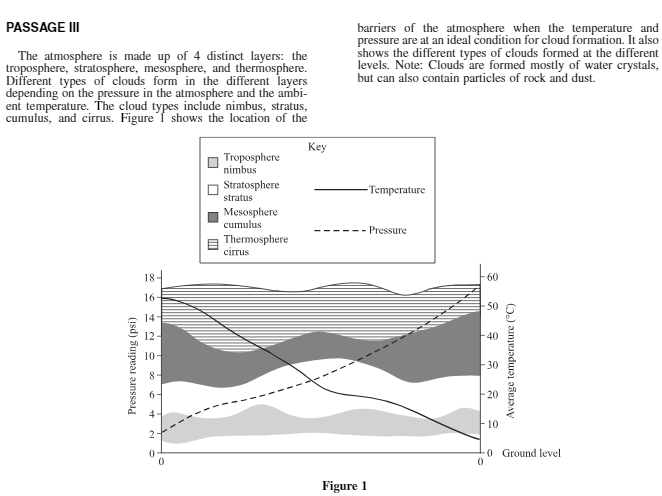 PASSAGE III
The atmosphere is made up of 4 distinct layers: the
troposphere, stratosphere, mesosphere, and thermosphere.
Different types of clouds form in the different layers
depending on the pressure in the atmosphere and the ambi-
ent temperature. The cloud types include nimbus, stratus,
cumulus, and cirrus. Figure 1 shows the location of the
barriers of the atmosphere when the temperature and
pressure are at an ideal condition for cloud formation. It also
shows the different types of clouds formed at the different
levels. Note: Clouds are formed mostly of water crystals,
but can also contain particles of rock and dust.
Key
Troposphere
nimbus
Stratosphere
stratus
Mesosphere
cumulus
Thermosphere
cirrus
Temperature
Pressure
Pressure reading (psi)
18
16
14
12
10
8
6
4
2
0
60
50
40
30
20
10
0
Average temperature (°C)
Ground level
0
0
Figure 1